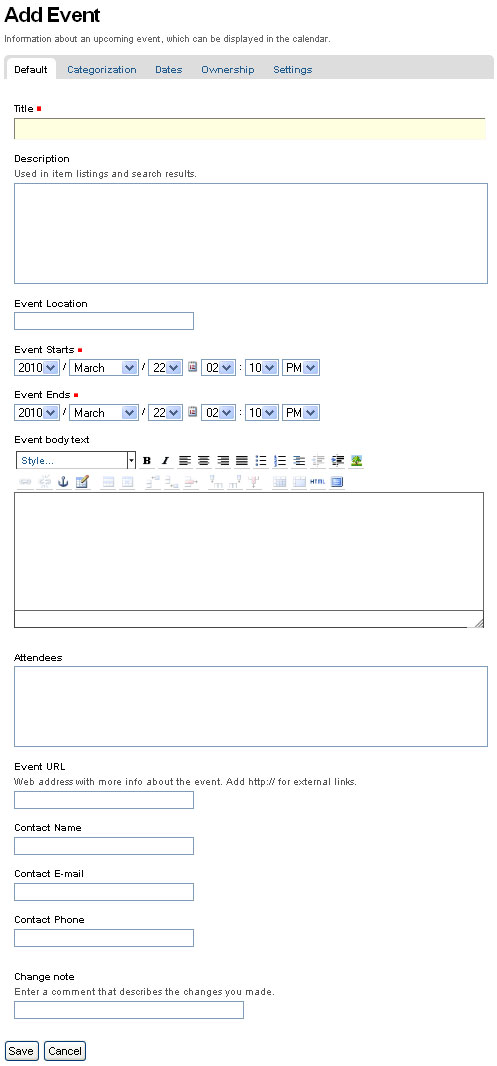 Add Event
Information about an upcoming event, which can be displayed in the calendar.
Default Categorization Dates Ownership Settings
Title
Description
Used in item listings and search results.
Event Location
Event Starts
2010 / March / 22 02 : 10 PM
Event Ends
2010 / March / 22 02 : 10 PM
Event body text
Style... B I
HTML
Attendees
Event URL
Web address with more info about the event. Add http:// for external links.
Contact Name
Contact E-mail
Contact Phone
Change note
Enter a comment that describes the changes you made.
Save Cancel